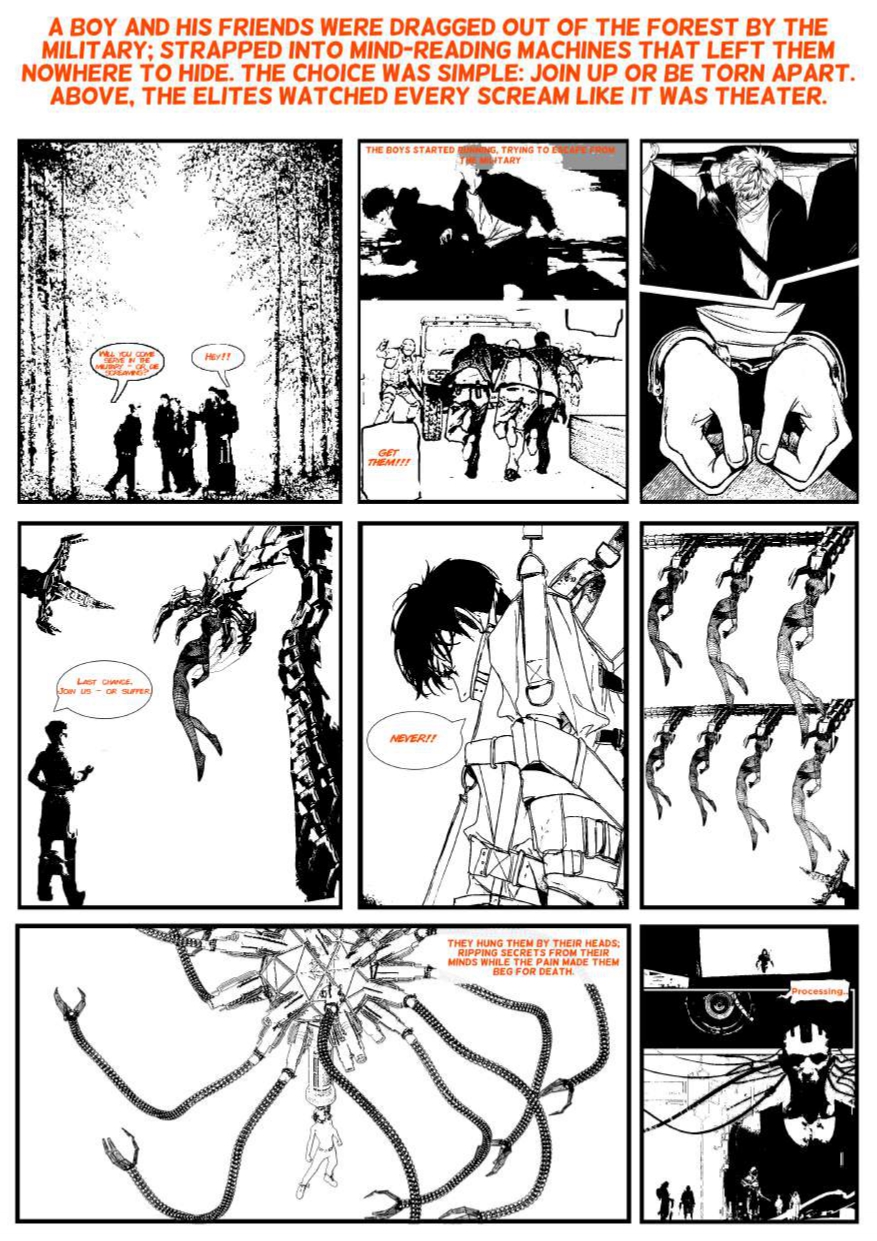 A BOY AND HIS FRIENDS WERE DRAGGED OUT OF THE FOREST BY THE
MILITARY; STRAPPED INTO MIND-READING MACHINES THAT LEFT THEM
NOWHERE TO HIDE. THE CHOICE WAS SIMPLE: JOIN UP OR BE TORN APART.
ABOVE, THE ELITES WATCHED EVERY SCREAM LIKE IT WAS THEATER.
WILL YOU COME
SERVE IN THE
MILITARY - OR DIE
SCREAMING?
HEY!!
THE BOYS STARTED RUNNING, TRYING TO ESCAPE FROM
THE MILITARY
GET
THEM!!!
LAST CHANCE.
JOIN US - OR SUFFER.
NEVER!!
THEY HUNG THEM BY THEIR HEADS;
RIPPING SECRETS FROM THEIR
MINDS WHILE THE PAIN MADE THEM
BEG FOR DEATH.
Processing..